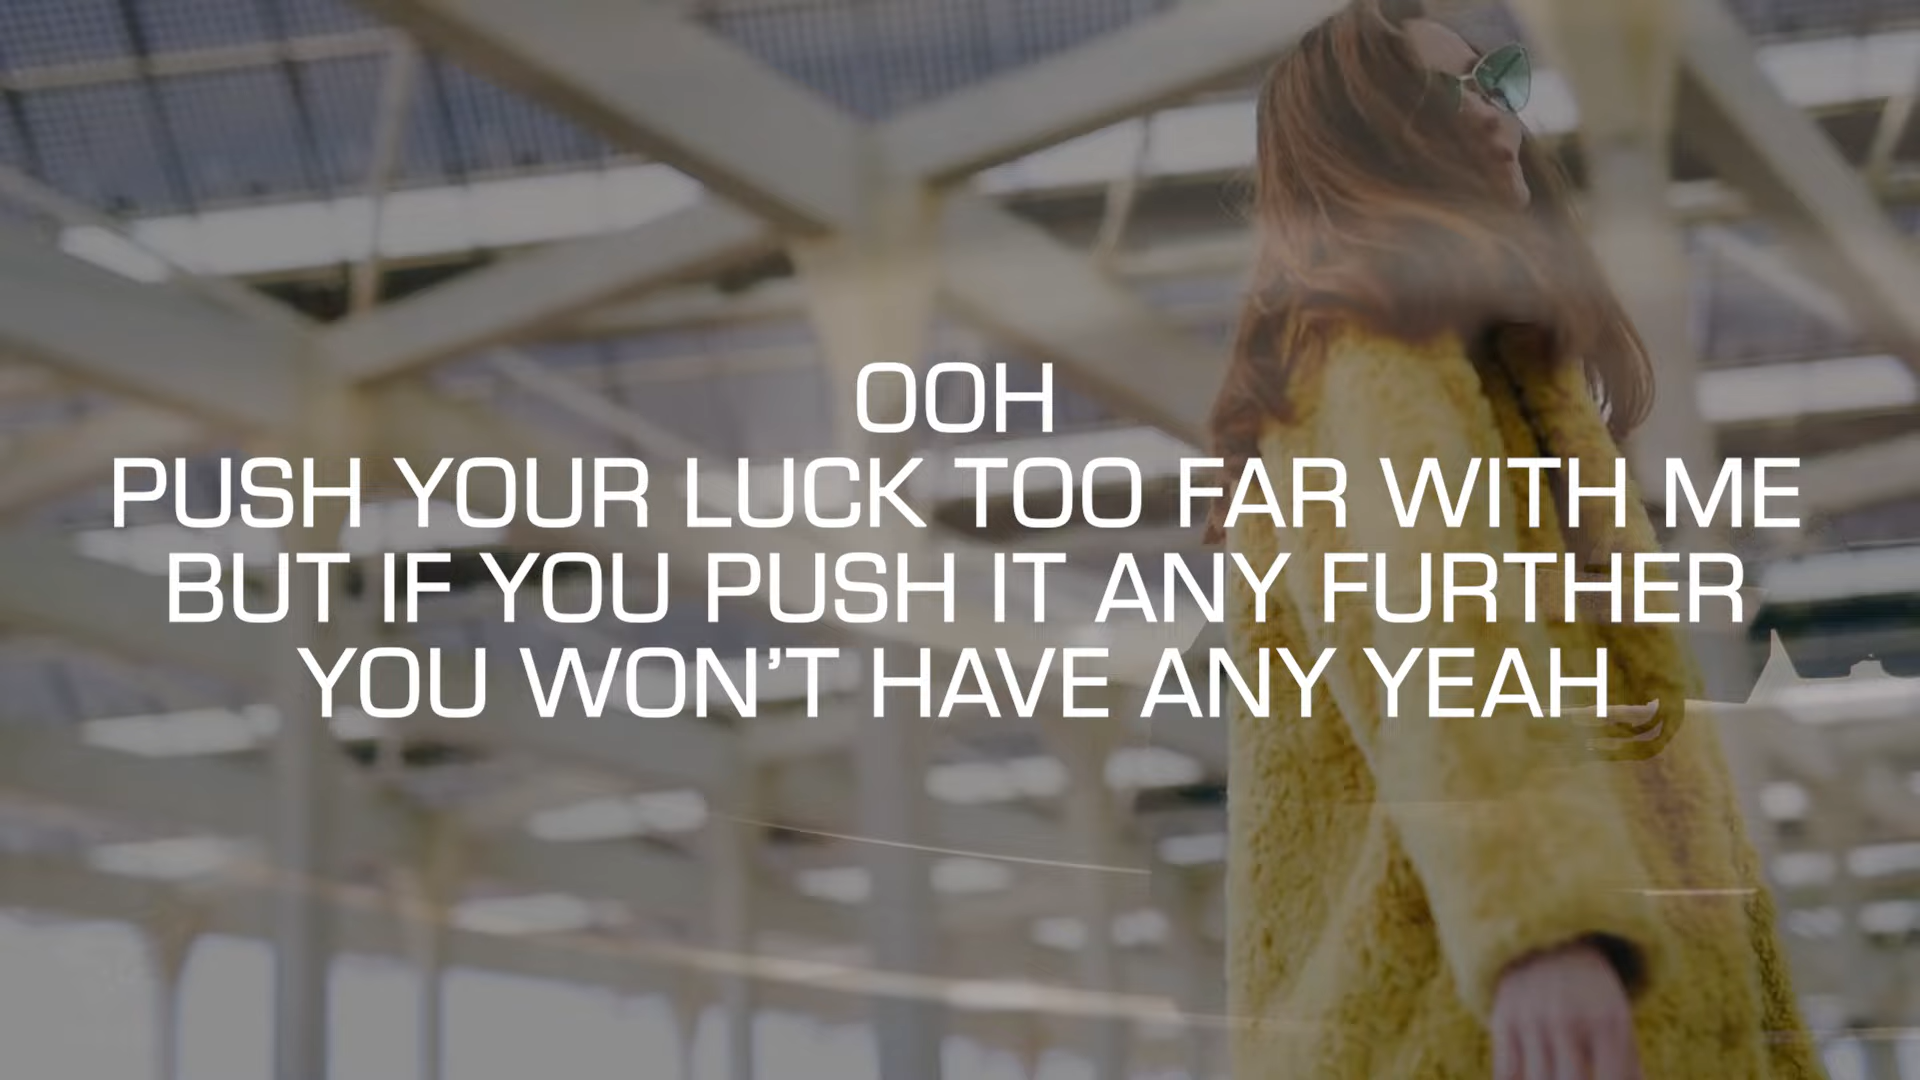 OOH
PUSH YOUR LUCK TOO FAR WITH ME
BUT IF YOU PUSH IT ANY FURTHER
YOU WON'T HAVE ANY YEAH